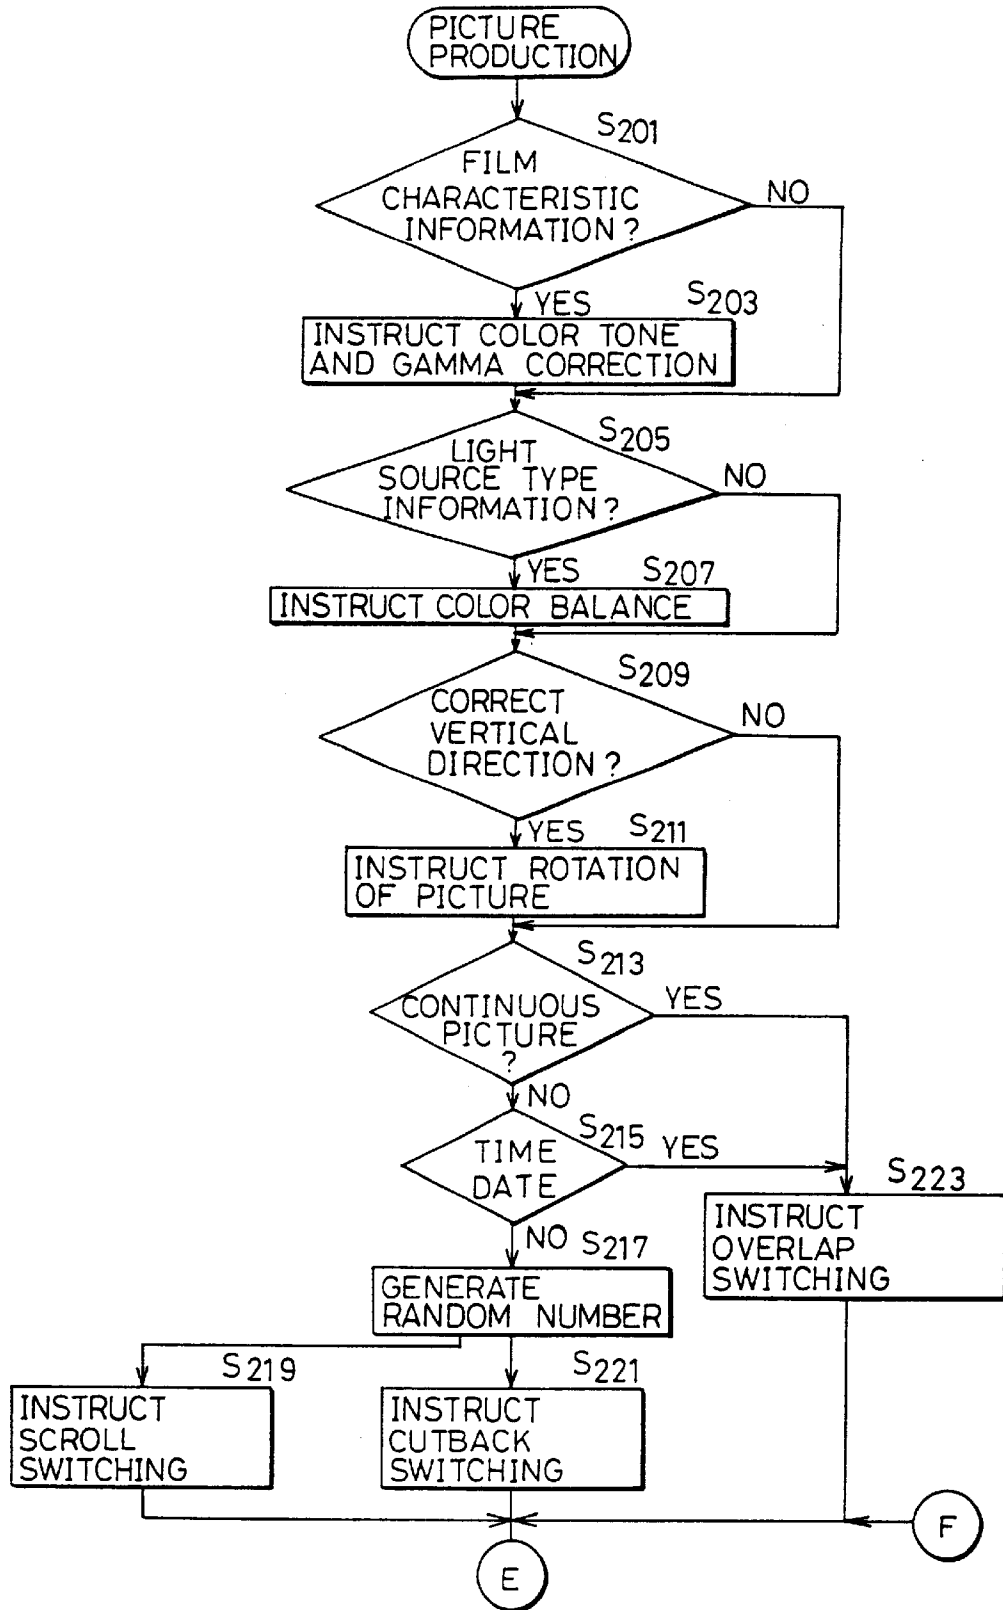 PICTURE
PRODUCTION
S201
FILM
CHARACTERISTIC
INFORMATION?
NO
YES
S203
INSTRUCT COLOR TONE
AND GAMMA CORRECTION
S205
LIGHT
SOURCE TYPE
INFORMATION?
NO
YES
S207
INSTRUCT COLOR BALANCE
S209
CORRECT
VERTICAL
DIRECTION?
NO
YES
S211
INSTRUCT ROTATION
OF PICTURE
S213
CONTINUOUS
PICTURE
?
YES
NO
S215
TIME
DATE
YES
S223
INSTRUCT
OVERLAP
SWITCHING
NO
S217
GENERATE
RANDOM NUMBER
S219
INSTRUCT
SCROLL
SWITCHING
S221
INSTRUCT
CUTBACK
SWITCHING
F
E